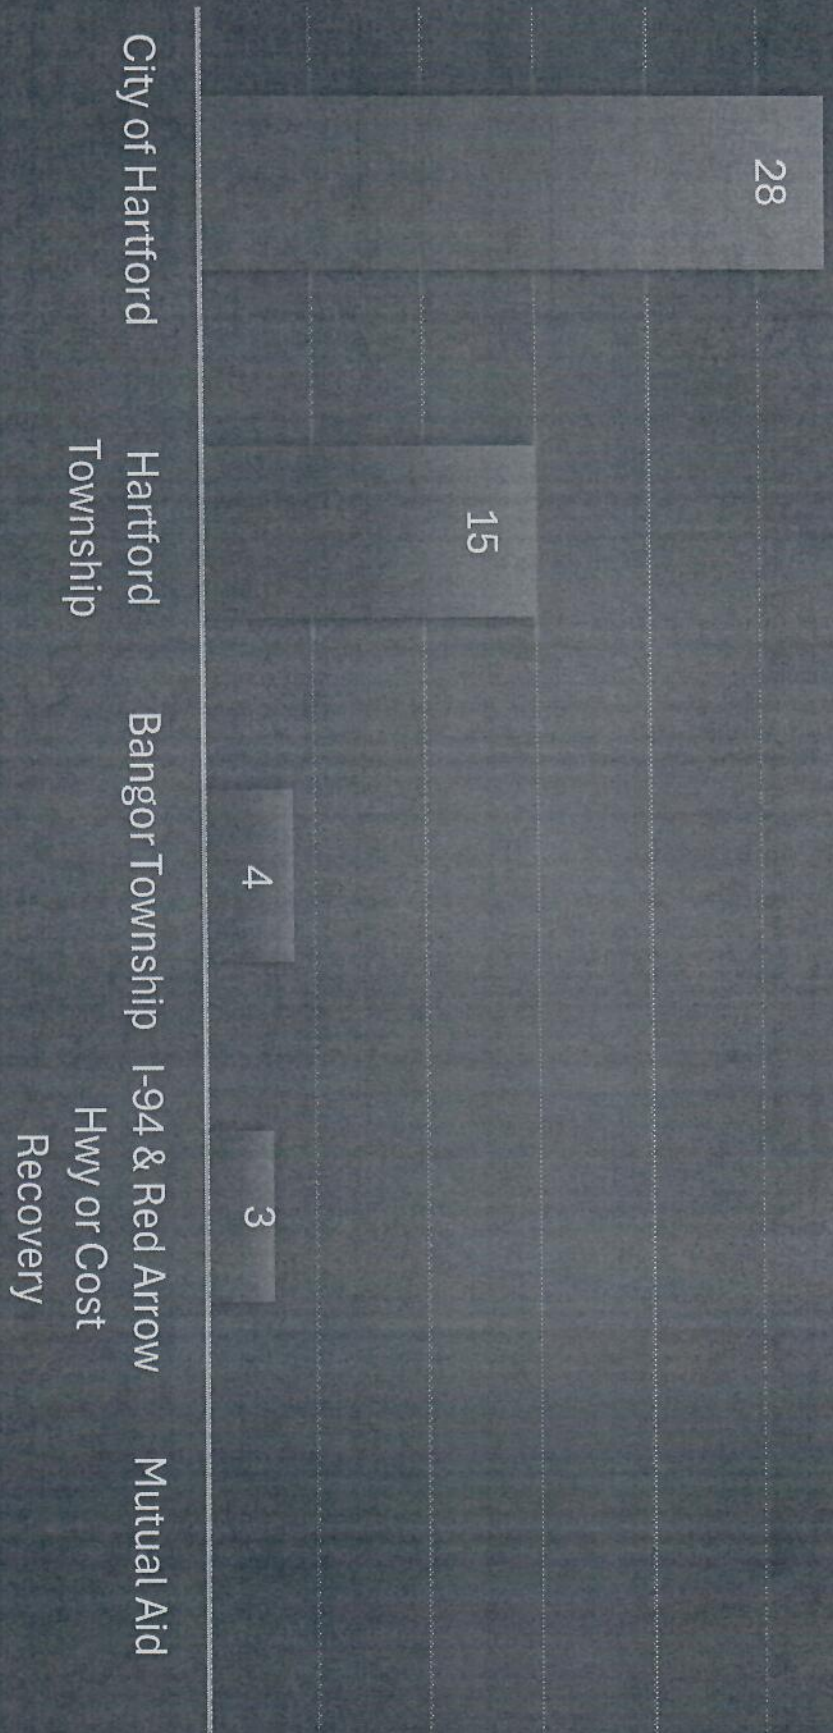 28
15
4
3
City of Hartford
Hartford
Township
Bangor Township
I-94 & Red Arrow
Hwy or Cost
Recovery
Mutual Aid